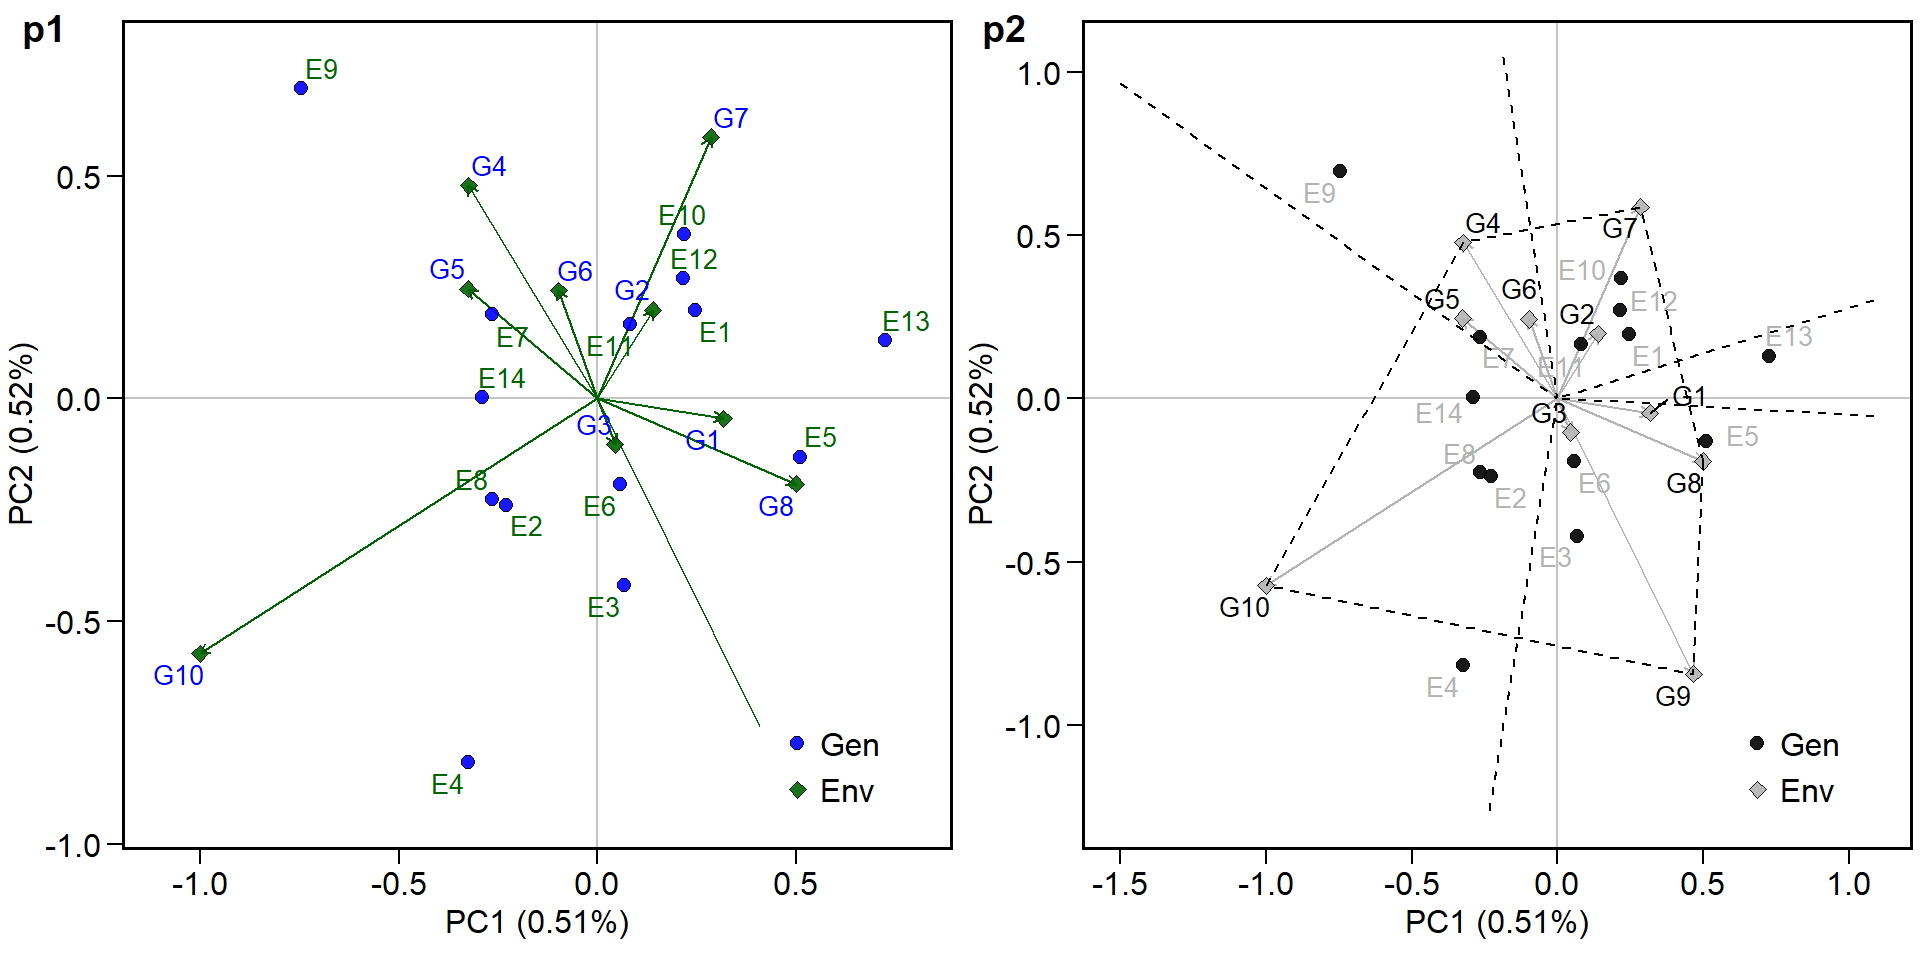 p1
E9
G7
G4
0.5
E10
E12
G5
G6
G2
E13
E7
E11
E1
E14
0.0
G3
G1
E5
E8
G8
E6
E2
E3
-0.5
G10
Gen
E4
Env
-1.0
-1.0
-0.5
0.0
0.5
PC1 (0.51%)
PC2 (0.52%)
p2
1.0
E9
G4
G7
0.5
E10
G6
G5
E12
G2
E13
E7
E11
E1
G1
0.0
E14
G3
E5
E8
G8
E2
E6
E3
-0.5
G10
E4
G9
-1.0
Gen
Env
-1.5
-1.0
-0.5
0.0
0.5
1.0
PC1 (0.51%)
PC2 (0.52%)